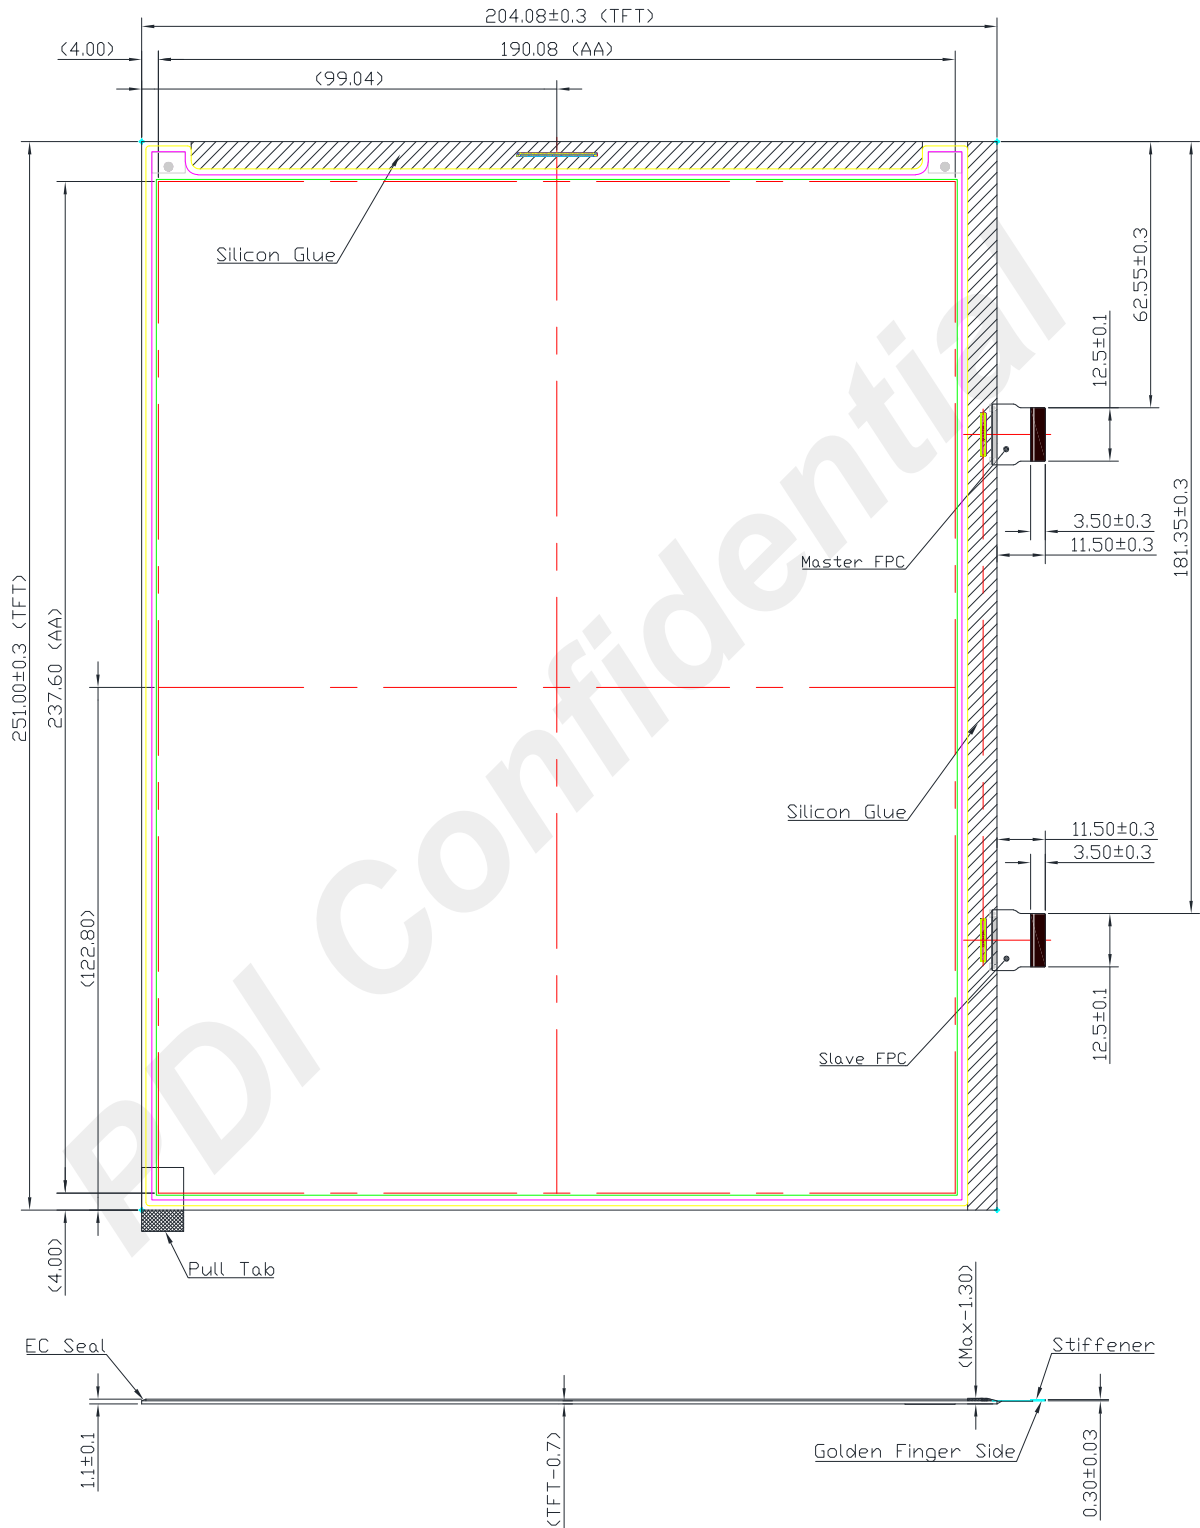 204.08±0.3 (TFT)
(4.00)
190.08 (AA)
(99.04)
Silicon Glue
62.55±0.3
12.5±0.1
181.35±0.3
3.50±0.3
11.50±0.3
Master FPC
251.00±0.3 (TFT)
237.60 (AA)
PDI Confidential
Silicon Glue
11.50±0.3
3.50±0.3
(122.80)
12.5±0.1
Slave FPC
(4.00)
Pull Tab
(Max-1.30)
EC Seal
Stiffener
1.1±0.1
(TFT-0.7)
Golden Finger Side
0.30±0.03